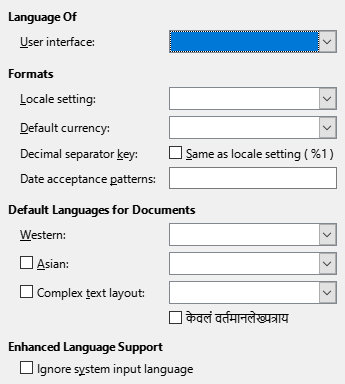 Language Of
User interface:
Formats
Locale setting:
Default currency:
Decimal separator key:
Same as locale setting ( %1 )
Date acceptance patterns:
Default Languages for Documents
Western:
Asian:
Complex text layout:
केवलं वर्तमानलेख्यप्राय
Enhanced Language Support
Ignore system input language